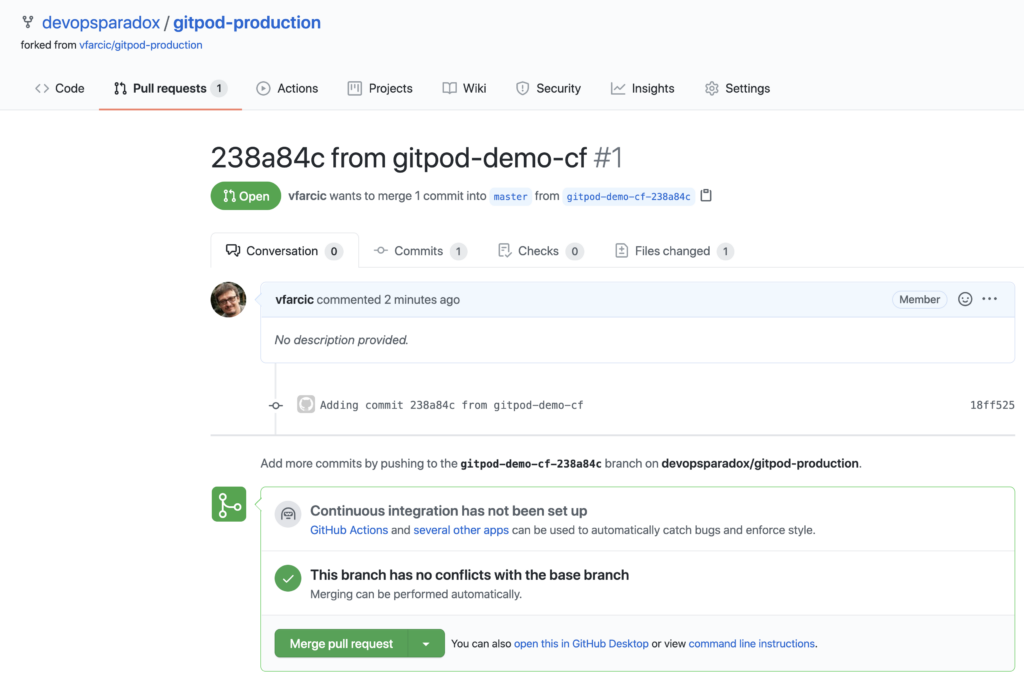 devopsparadox / gitpod-production
forked from vfarcic/gitpod-production
Code Pull requests 1 Actions Projects Wiki Security Insights Settings
238a84c from gitpod-demo-cf #1
Open vfarcic wants to merge 1 commit into master from gitpod-demo-cf-238a84c
Conversation 0 Commits 1 Checks 0 Files changed 1
vfarcic commented 2 minutes ago Member
No description provided.
Adding commit 238a84c from gitpod-demo-cf 18ff525
Add more commits by pushing to the gitpod-demo-cf-238a84c branch on devopsparadox/gitpod-production.
Continuous integration has not been set up
GitHub Actions and several other apps can be used to automatically catch bugs and enforce style.
This branch has no conflicts with the base branch
Merging can be performed automatically.
Merge pull request You can also open this in GitHub Desktop or view command line instructions.